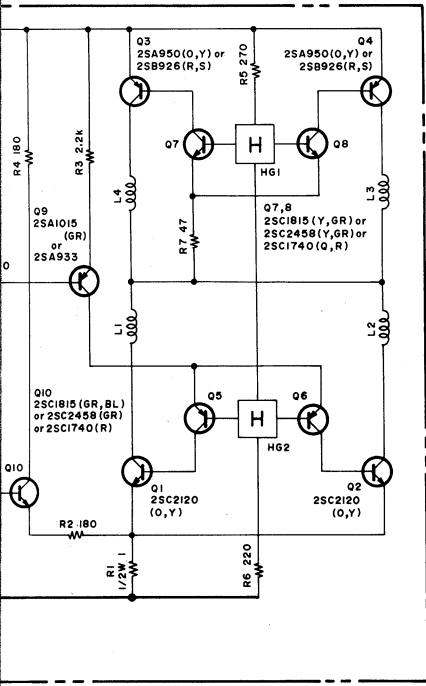 Q3
2SA950(O,Y) or
2SB926(R,S)
Q4
2SA950(O,Y) or
2SB926(R,S)
R5 270
R4 180
R3 2.2k
Q7
H
HG1
Q8
L4
L3
Q9
2SA1015
(GR)
or
2SA933
R7 47
Q7,8
2SC1815(Y,GR) or
2SC2458(Y,GR) or
2SC1740(Q,R)
0
L1
L2
Q10
2SC1815(GR,BL)
or 2SC2458(GR)
or 2SC1740(R)
Q5
H
HG2
Q6
Q10
Q1
2SC2120
(O,Y)
Q2
2SC2120
(O,Y)
R2 180
R1
1/2W 1
R6 220